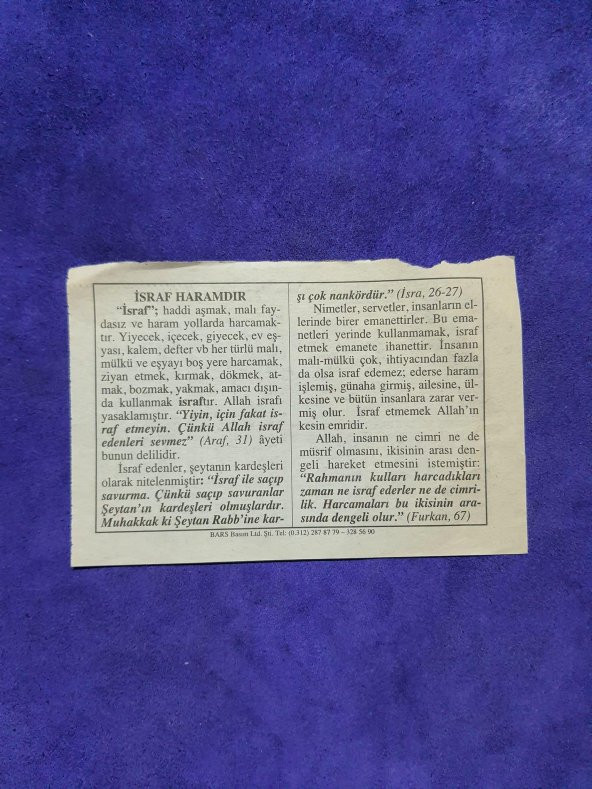 İSRAF HARAMDIR
"İsraf"; haddi aşmak, malı fay-
dasız ve haram yollarda harcamak-
tır. Yiyecek, içecek, giyecek, ev eş-
yası, kalem, defter vb her türlü malı,
mülkü ve eşyayı boş yere harcamak,
ziyan etmek, kırmak, dökmek, at-
mak, bozmak, yakmak, amacı dışın-
da kullanmak israftır. Allah israfı
yasaklamıştır. "Yiyin, için fakat is-
raf etmeyin. Çünkü Allah israf
edenleri sevmez" (Araf, 31) âyeti
bunun delilidir.
İsraf edenler, şeytanın kardeşleri
olarak nitelenmiştir: "İsraf ile saçıp
savurma. Çünkü saçıp savuranlar
Şeytan'ın kardeşleri olmuşlardır.
Muhakkak ki Şeytan Rabb'ine kar-
şı çok nankördür." (İsra, 26-27)
Nimetler, servetler, insanların el-
lerinde birer emanettirler. Bu ema-
netleri yerinde kullanmamak, israf
etmek emanete ihanettir. İnsanın
malı-mülkü çok, ihtiyacından fazla
da olsa israf edemez; ederse haram
işlemiş, günaha girmiş, ailesine, ül-
kesine ve bütün insanlara zarar ver-
miş olur. İsraf etmemek Allah'ın
kesin emridir.
Allah, insanın ne cimri ne de
müsrif olmasını, ikisinin arası den-
geli hareket etmesini istemiştir:
"Rahmanın kulları harcadıkları
zaman ne israf ederler ne de cimri-
lik. Harcamaları bu ikisinin ara-
sında dengeli olur." (Furkan, 67)
BARS Basım Ltd. Şti. Tel: (0.312) 287 87 79 – 328 56 90